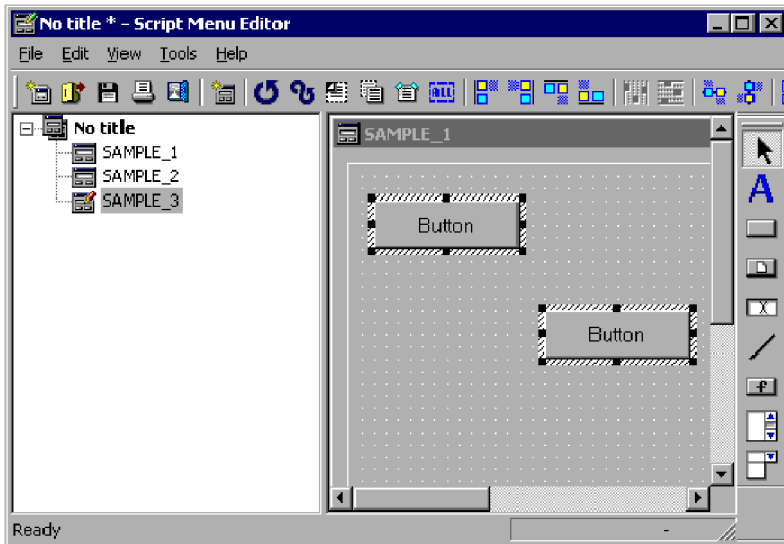 No title * - Script Menu Editor
File Edit View Tools Help
ALL
No title
SAMPLE_1
SAMPLE_2
SAMPLE_3
SAMPLE_1
Button
Button
A
X
f
Ready
-